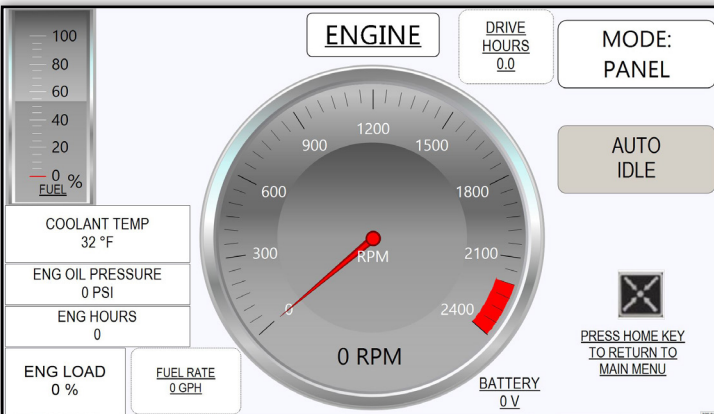 ENGINE
DRIVE
HOURS
0.0
MODE:
PANEL
100
80
60
40
20
0 %
FUEL
AUTO
IDLE
COOLANT TEMP
32 °F
ENG OIL PRESSURE
0 PSI
ENG HOURS
0
ENG LOAD
0 %
FUEL RATE
0 GPH
0
300
600
900
1200
1500
1800
2100
2400
RPM
0 RPM
BATTERY
0 V
PRESS HOME KEY
TO RETURN TO
MAIN MENU